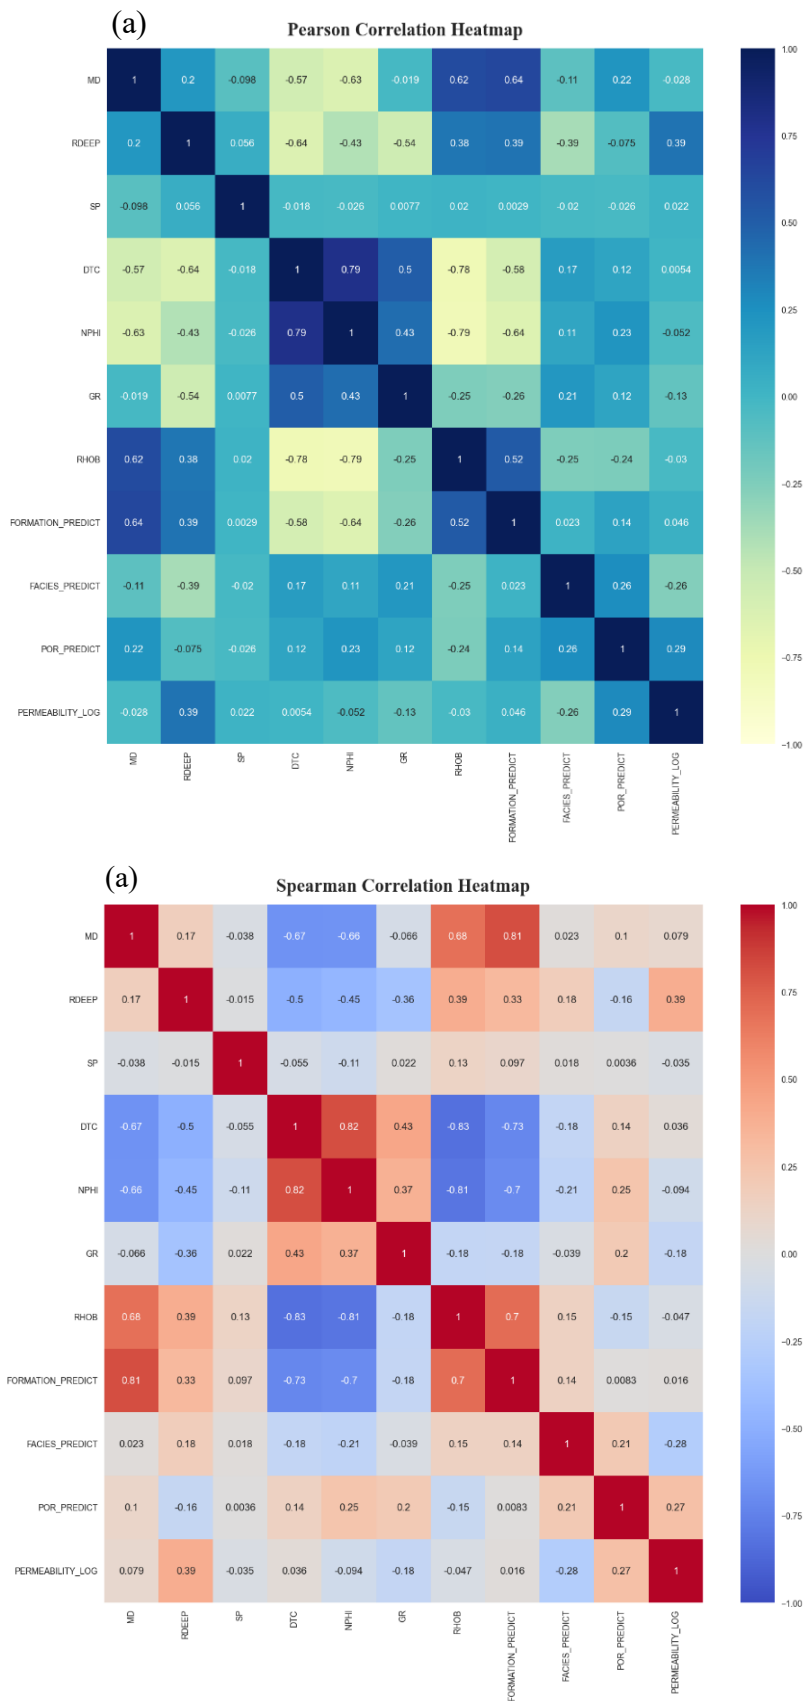 (a)
Pearson Correlation Heatmap
MD 1 0.2 -0.098 -0.57 -0.63 -0.019 0.62 0.64 -0.11 0.22 -0.028
RDEEP 0.2 1 0.056 -0.64 -0.43 -0.54 0.38 0.39 -0.39 -0.075 0.39
SP -0.098 0.056 1 -0.018 -0.026 0.0077 0.02 0.0029 -0.02 -0.026 0.022
DTC -0.57 -0.64 -0.018 1 0.79 0.5 -0.78 -0.58 0.17 0.12 0.0054
NPHI -0.63 -0.43 -0.026 0.79 1 0.43 -0.79 -0.64 0.11 0.23 -0.052
GR -0.019 -0.54 0.0077 0.5 0.43 1 -0.25 -0.26 0.21 0.12 -0.13
RHOB 0.62 0.38 0.02 -0.78 -0.79 -0.25 1 0.52 -0.25 -0.24 -0.03
FORMATION_PREDICT 0.64 0.39 0.0029 -0.58 -0.64 -0.26 0.52 1 0.023 0.14 0.046
FACIES_PREDICT -0.11 -0.39 -0.02 0.17 0.11 0.21 -0.25 0.023 1 0.26 -0.26
POR_PREDICT 0.22 -0.075 -0.026 0.12 0.23 0.12 -0.24 0.14 0.26 1 0.29
PERMEABILITY_LOG -0.028 0.39 0.022 0.0054 -0.052 -0.13 -0.03 0.046 -0.26 0.29 1
MD RDEEP SP DTC NPHI GR RHOB FORMATION_PREDICT FACIES_PREDICT POR_PREDICT PERMEABILITY_LOG
1.00
0.75
0.50
0.25
0.00
−0.25
−0.50
−0.75
−1.00
(a)
Spearman Correlation Heatmap
MD 1 0.17 -0.038 -0.67 -0.66 -0.066 0.68 0.81 0.023 0.1 0.079
RDEEP 0.17 1 -0.015 -0.5 -0.45 -0.36 0.39 0.33 0.18 -0.16 0.39
SP -0.038 -0.015 1 -0.055 -0.11 0.022 0.13 0.097 0.018 0.0036 -0.035
DTC -0.67 -0.5 -0.055 1 0.82 0.43 -0.83 -0.73 -0.18 0.14 0.036
NPHI -0.66 -0.45 -0.11 0.82 1 0.37 -0.81 -0.7 -0.21 0.25 -0.094
GR -0.066 -0.36 0.022 0.43 0.37 1 -0.18 -0.18 -0.039 0.2 -0.18
RHOB 0.68 0.39 0.13 -0.83 -0.81 -0.18 1 0.7 0.15 -0.15 -0.047
FORMATION_PREDICT 0.81 0.33 0.097 -0.73 -0.7 -0.18 0.7 1 0.14 0.0083 0.016
FACIES_PREDICT 0.023 0.18 0.018 -0.18 -0.21 -0.039 0.15 0.14 1 0.21 -0.28
POR_PREDICT 0.1 -0.16 0.0036 0.14 0.25 0.2 -0.15 0.0083 0.21 1 0.27
PERMEABILITY_LOG 0.079 0.39 -0.035 0.036 -0.094 -0.18 -0.047 0.016 -0.28 0.27 1
MD RDEEP SP DTC NPHI GR RHOB FORMATION_PREDICT FACIES_PREDICT POR_PREDICT PERMEABILITY_LOG
1.00
0.75
0.50
0.25
0.00
−0.25
−0.50
−0.75
−1.00